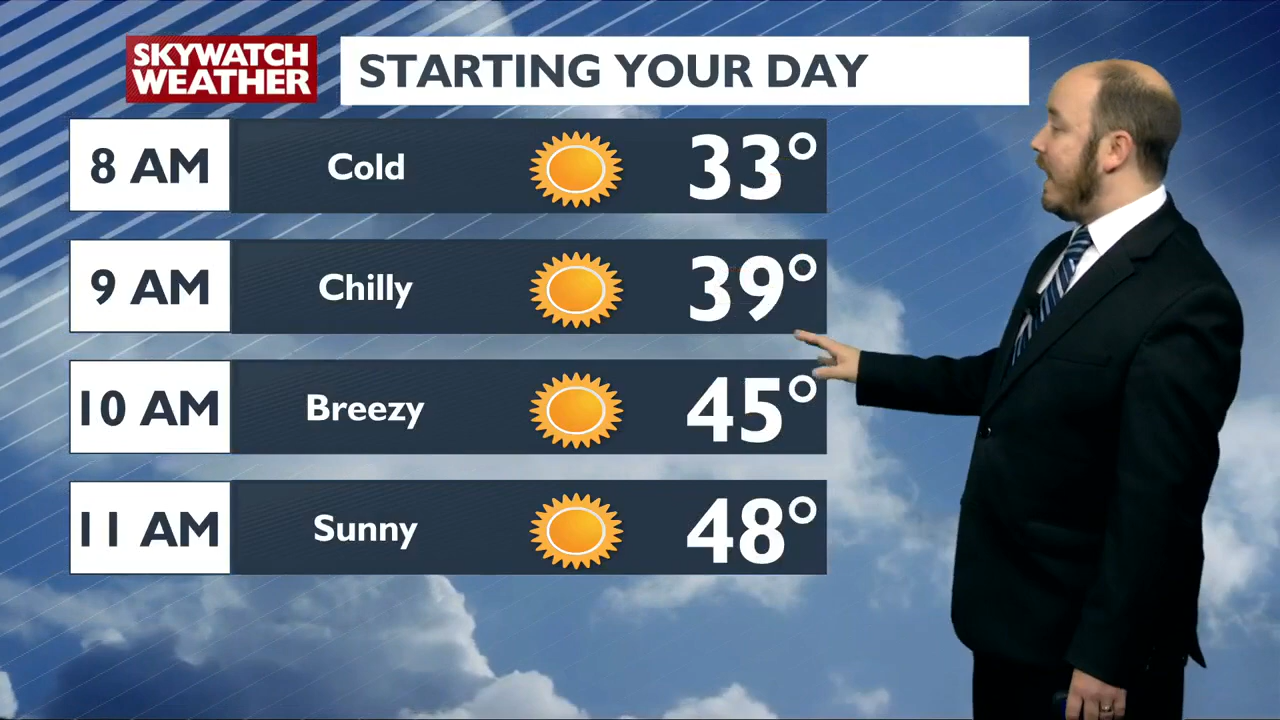 SKYWATCH
WEATHER
STARTING YOUR DAY
8 AM Cold 33°
9 AM Chilly 39°
10 AM Breezy 45°
11 AM Sunny 48°